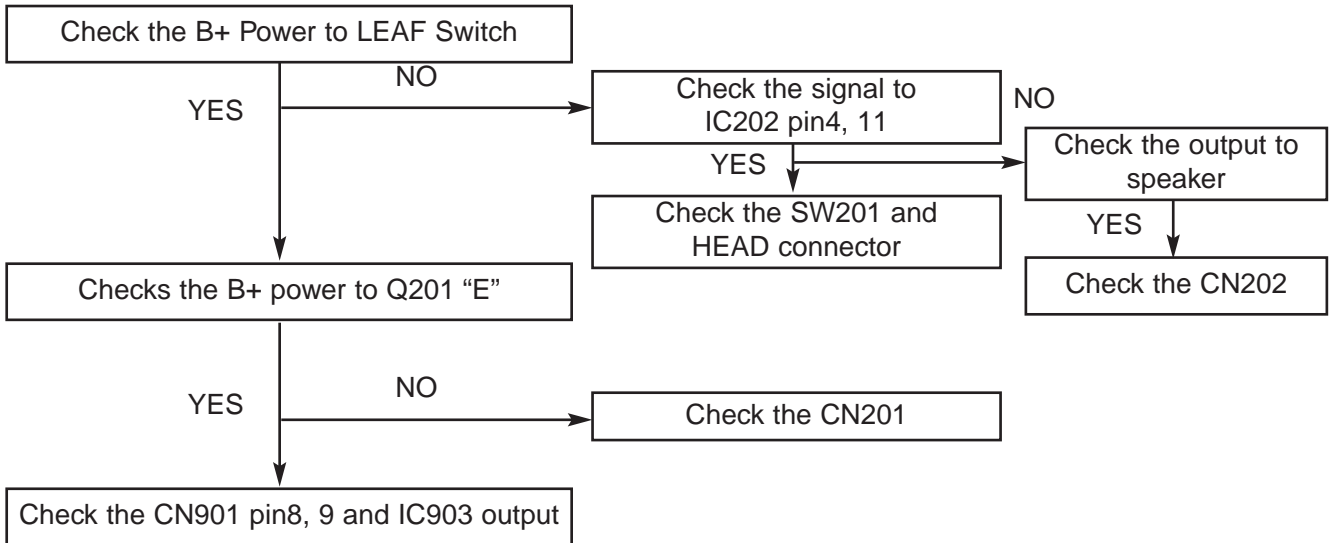 Check the B+ Power to LEAF Switch
NO
YES
Check the signal to
IC202 pin4, 11
NO
YES
Check the output to
speaker
Check the SW201 and
HEAD connector
YES
Check the CN202
Checks the B+ power to Q201 “E”
NO
YES
Check the CN201
Check the CN901 pin8, 9 and IC903 output